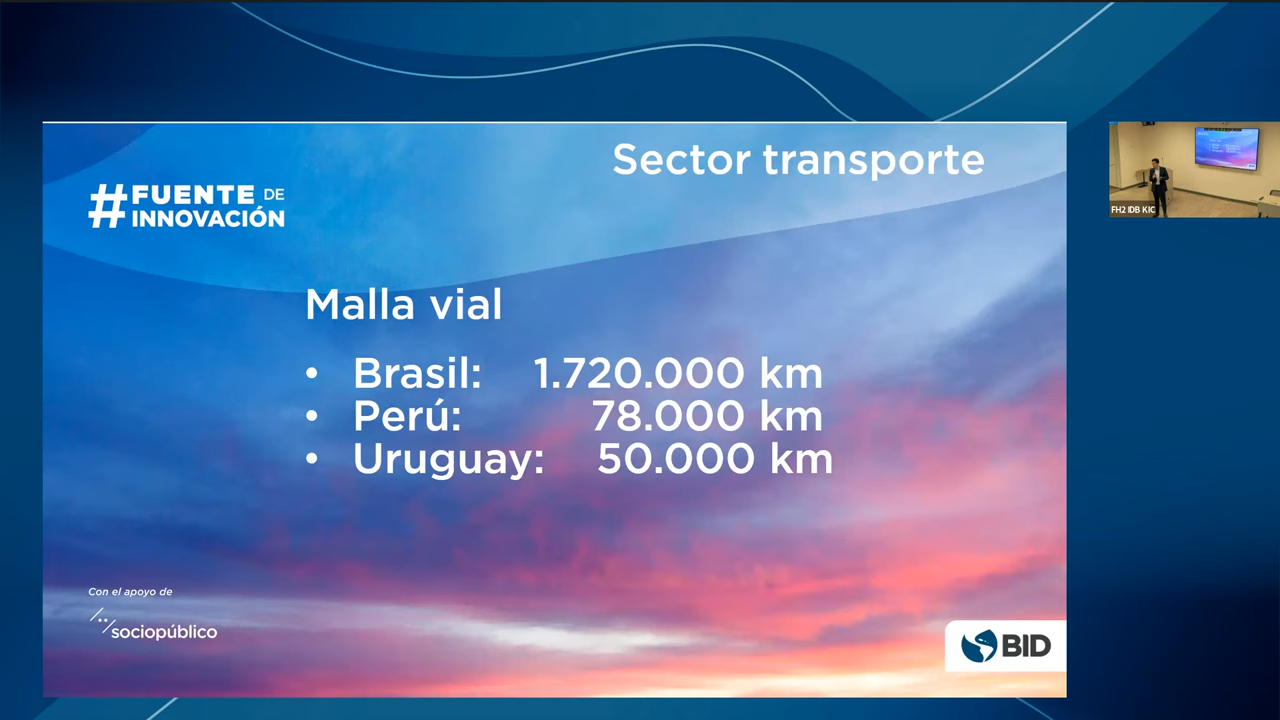 Sector transporte
#FUENTE DE
INNOVACIÓN
Malla vial
• Brasil: 1.720.000 km
• Perú: 78.000 km
• Uruguay: 50.000 km
Con el apoyo de
sociopúblico
BID
FH2 IDB KIC